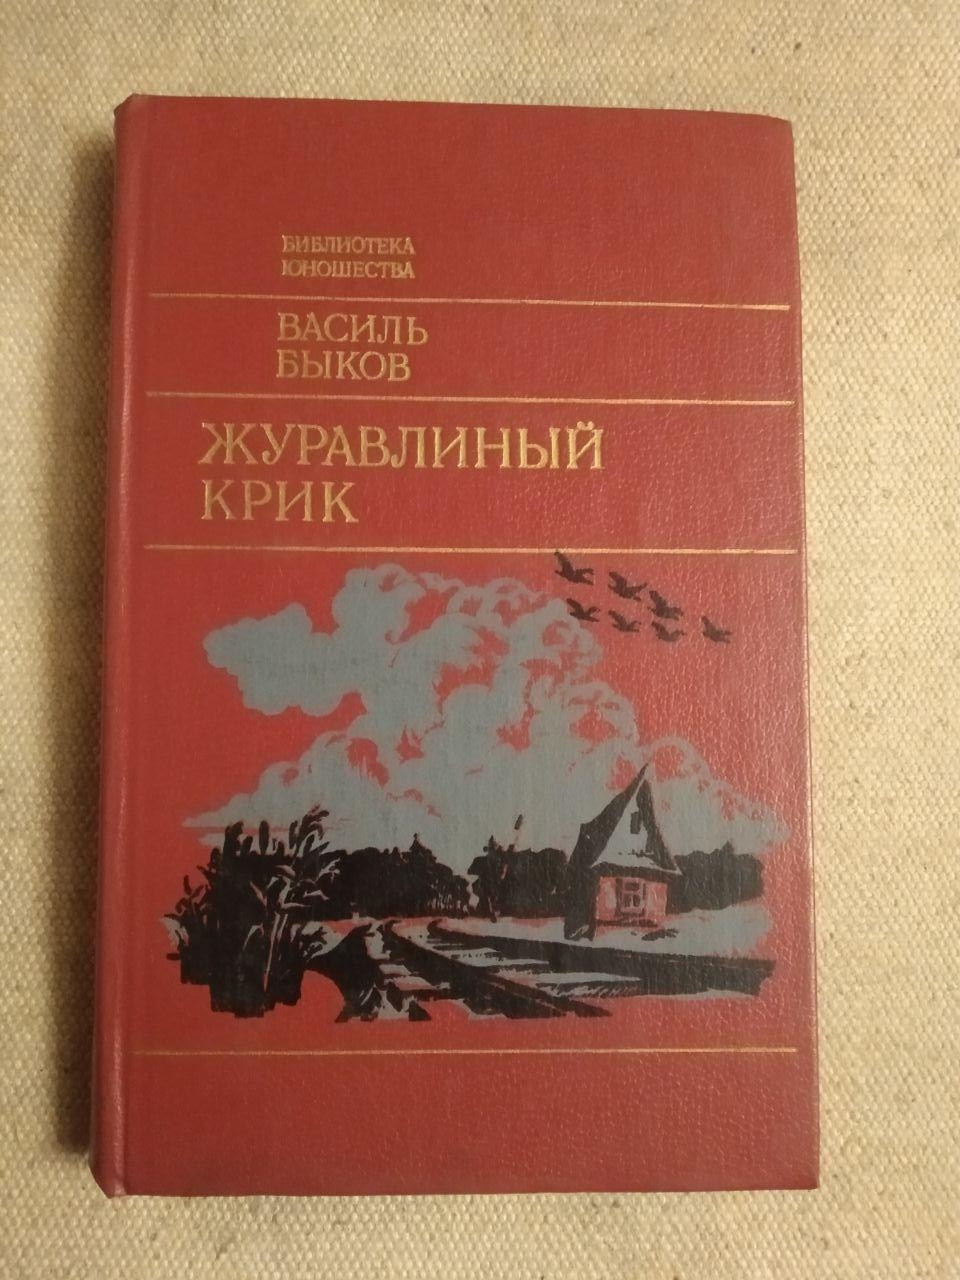 БИБЛИОТЕКА
ЮНОШЕСТВА
ВАСИЛЬ
БЫКОВ
ЖУРАВЛИНЫЙ
КРИК